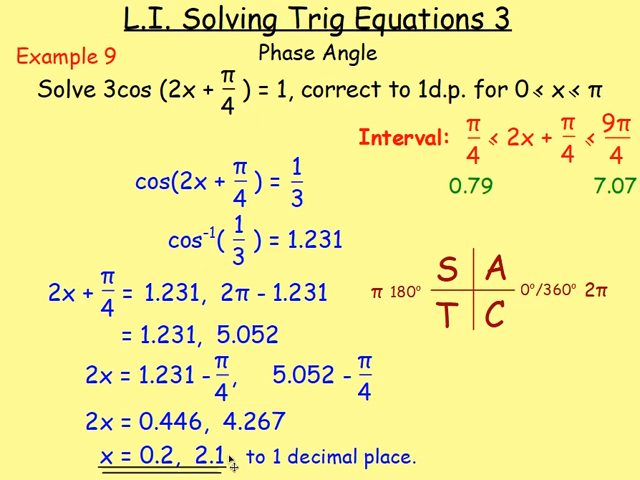 L.I. Solving Trig Equations 3
Example 9
Phase Angle
Solve 3cos (2x + π/4) = 1, correct to 1d.p. for 0 ≤ x ≤ π
Interval: π/4 ≤ 2x + π/4 ≤ 9π/4
0.79 7.07
cos(2x + π/4) = 1/3
cos⁻¹(1/3) = 1.231
S A
π 180° 0°/360° 2π
T C
2x + π/4 = 1.231, 2π - 1.231
= 1.231, 5.052
2x = 1.231 - π/4, 5.052 - π/4
2x = 0.446, 4.267
x = 0.2, 2.1 to 1 decimal place.